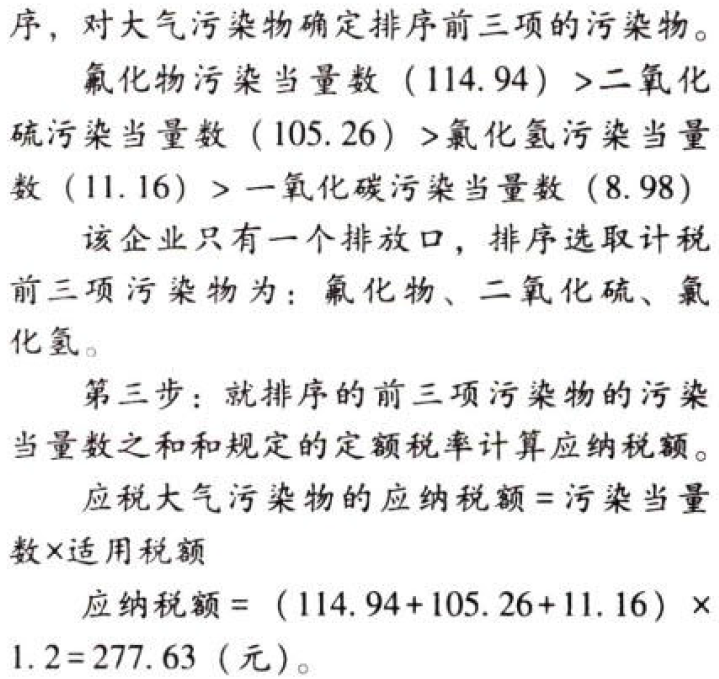 序，对大气污染物确定排序前三项的污染物。
氟化物污染当量数（114.94）>二氧化
硫污染当量数（105.26）>氯化氢污染当量
数（11.16）> 一氧化碳污染当量数（8.98）
该企业只有一个排放口，排序选取计税
前三项污染物为：氟化物、二氧化硫、氯
化氢。
第三步：就排序的前三项污染物的污染
当量数之和和规定的定额税率计算应纳税额。
应税大气污染物的应纳税额=污染当量
数×适用税额
应纳税额=（114.94+105.26+11.16）×
1.2=277.63（元）。